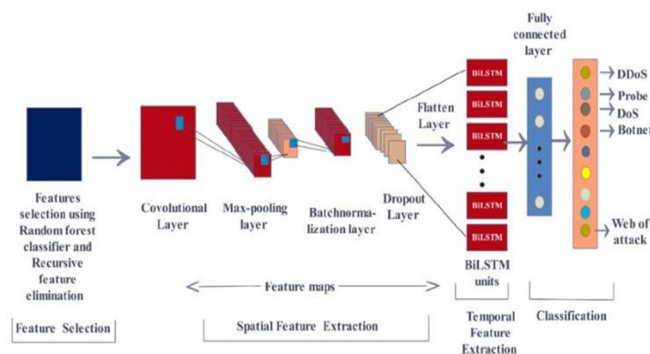 Fully
connected
layer
BiLSTM
BiLSTM
BiLSTM
BiLSTM
BiLSTM
Flatten
Layer
DDoS
Probe
DoS
Botnet
Web of
attack
Features
selection using
Random forest
classifier and
Recursive
feature
elimination
Covolutional
Layer
Max-pooling
layer
Batchnorma-
lization layer
Dropout
Layer
BiLSTM
units
Feature maps
Feature Selection
Spatial Feature Extraction
Temporal
Feature
Extraction
Classification